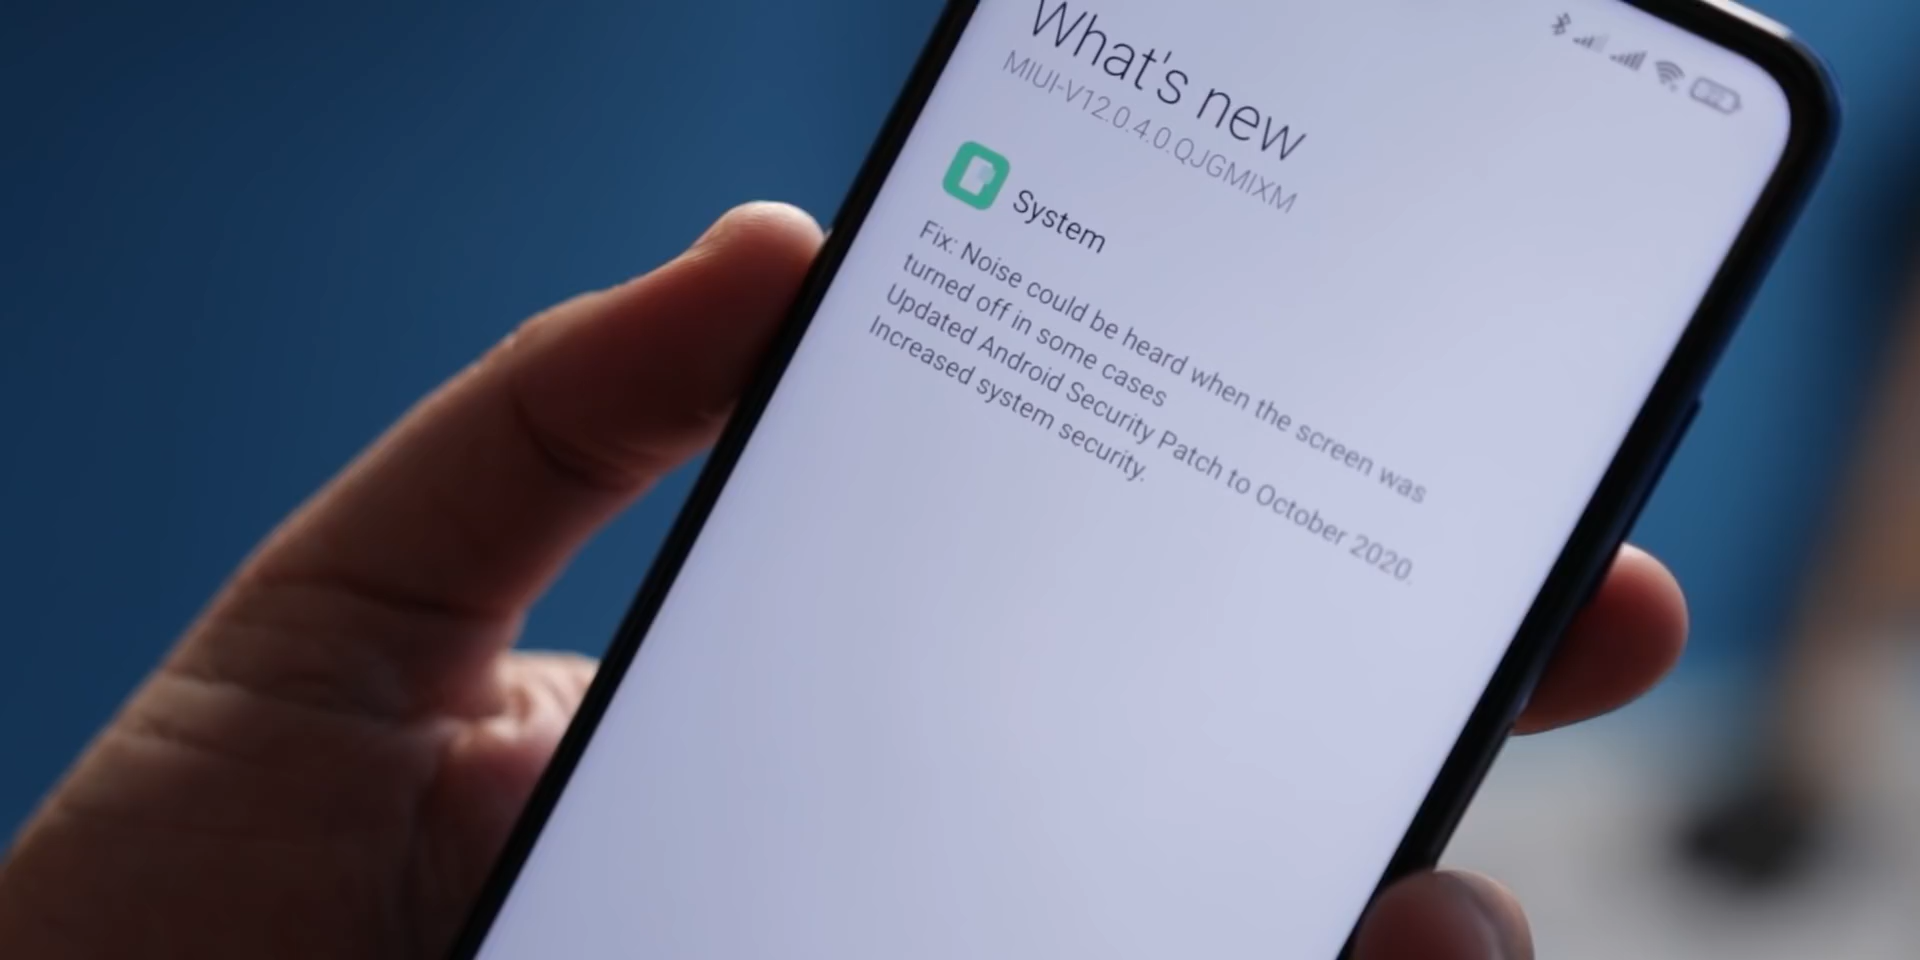 What's new
MIUI-V12.0.4.0.QJGMIXM
System
Fix: Noise could be heard when the screen was
turned off in some cases
Updated Android Security Patch to October 2020.
Increased system security.